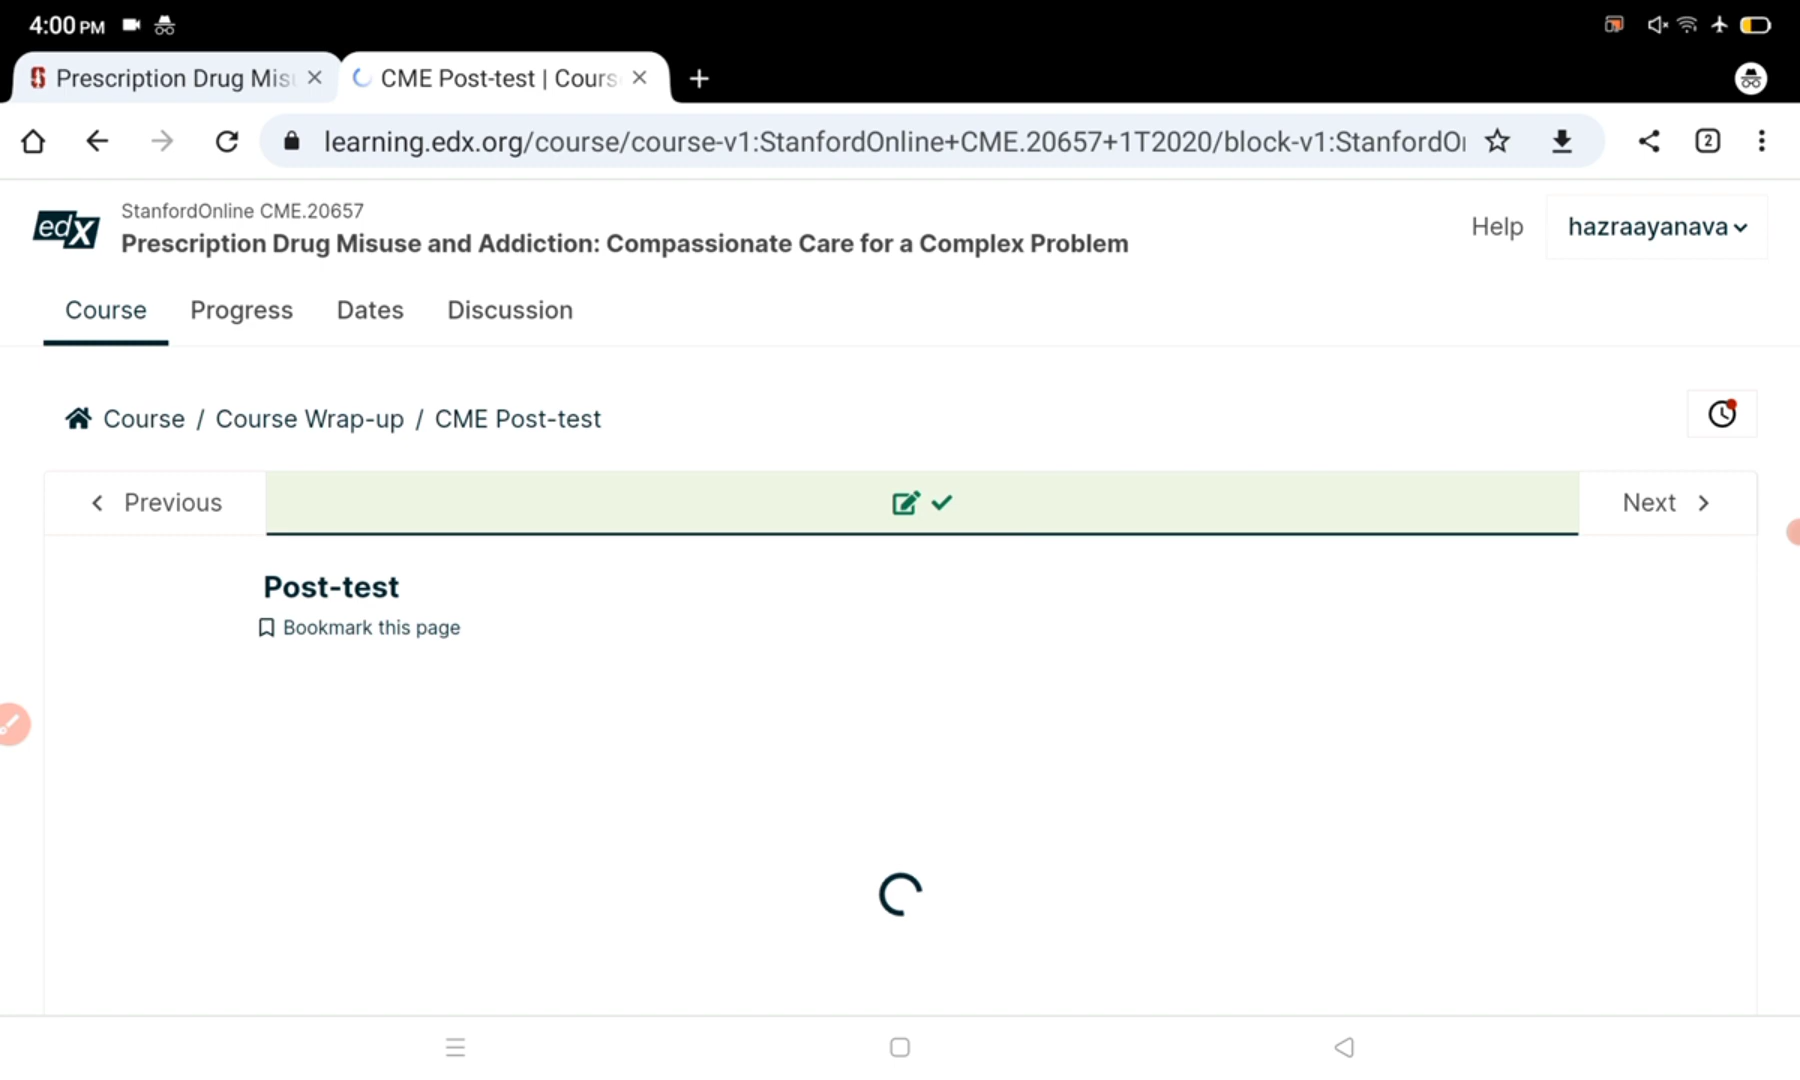 4:00 PM
Prescription Drug Mis
CME Post-test | Cours
learning.edx.org/course/course-v1:StanfordOnline+CME.20657+1T2020/block-v1:StanfordO
2
edX
StanfordOnline CME.20657
Prescription Drug Misuse and Addiction: Compassionate Care for a Complex Problem
Help
hazraayanava
Course
Progress
Dates
Discussion
Course / Course Wrap-up / CME Post-test
Previous
Next
Post-test
Bookmark this page